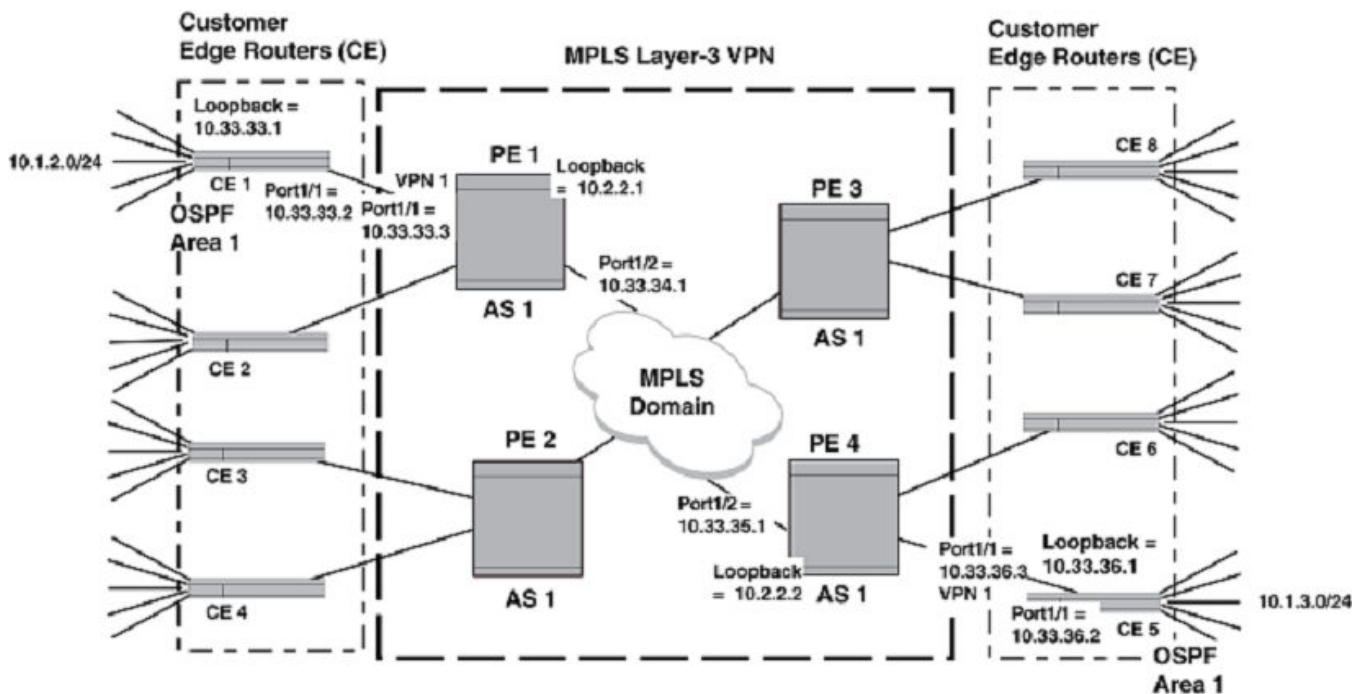 Customer
Edge Routers (CE)
MPLS Layer-3 VPN
Customer
Edge Routers (CE)
Loopback =
10.33.33.1
10.1.2.0/24
CE 1
Port1/1 =
10.33.33.2
OSPF
Area 1
VPN 1
Port1/1 =
10.33.33.3
PE 1
Loopback
= 10.2.2.1
AS 1
Port1/2 =
10.33.34.1
PE 3
AS 1
CE 8
CE 7
CE 2
MPLS
Domain
CE 3
PE 2
AS 1
CE 4
PE 4
Port1/2 =
10.33.35.1
Loopback
= 10.2.2.2
AS 1
CE 6
Port1/1 =
10.33.36.3
VPN 1
Loopback =
10.33.36.1
Port1/1 =
10.33.36.2
CE 5
10.1.3.0/24
OSPF
Area 1